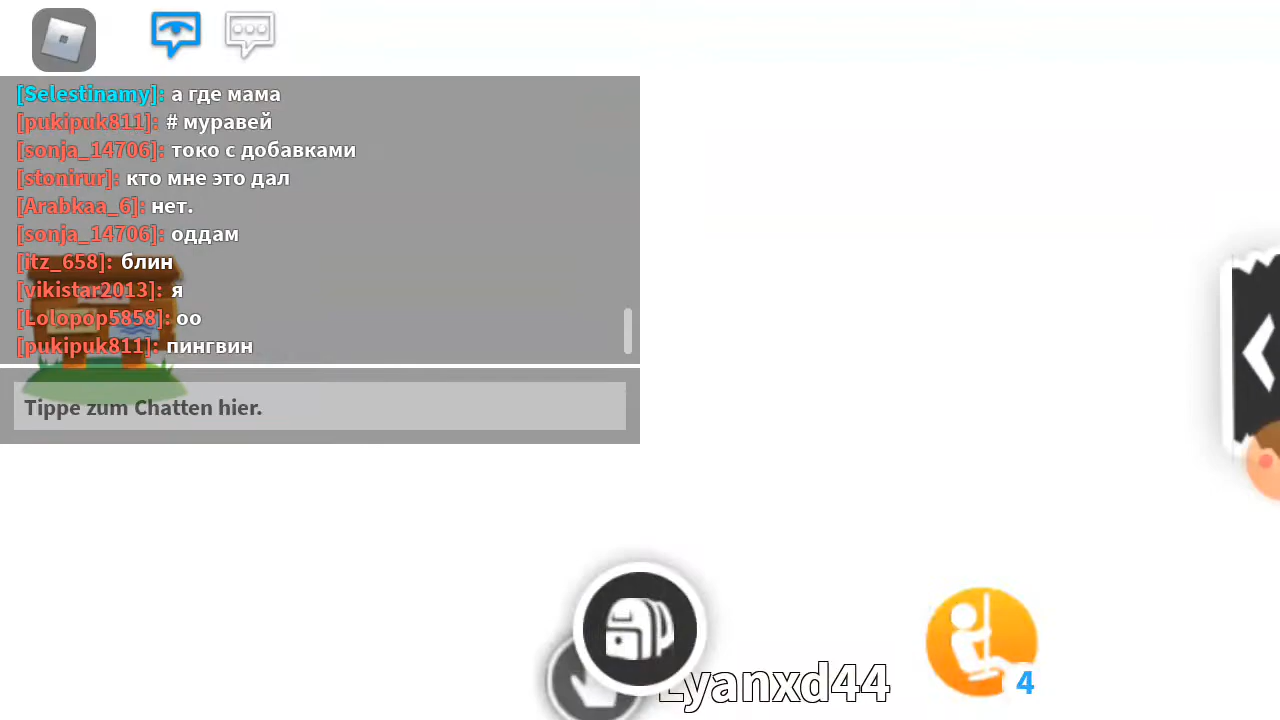 [Selestinamy]: а где мама
[pukipuk811]: # муравей
[sonja_14706]: токо с добавками
[stonirur]: кто мне это дал
[Arabkaa_6]: нет.
[sonja_14706]: оддам
[itz_658]: блин
[vikistar2013]: я
[Lolopop5858]: оо
[pukipuk811]: пингвин
Tippe zum Chatten hier.
Lyanxd44
4